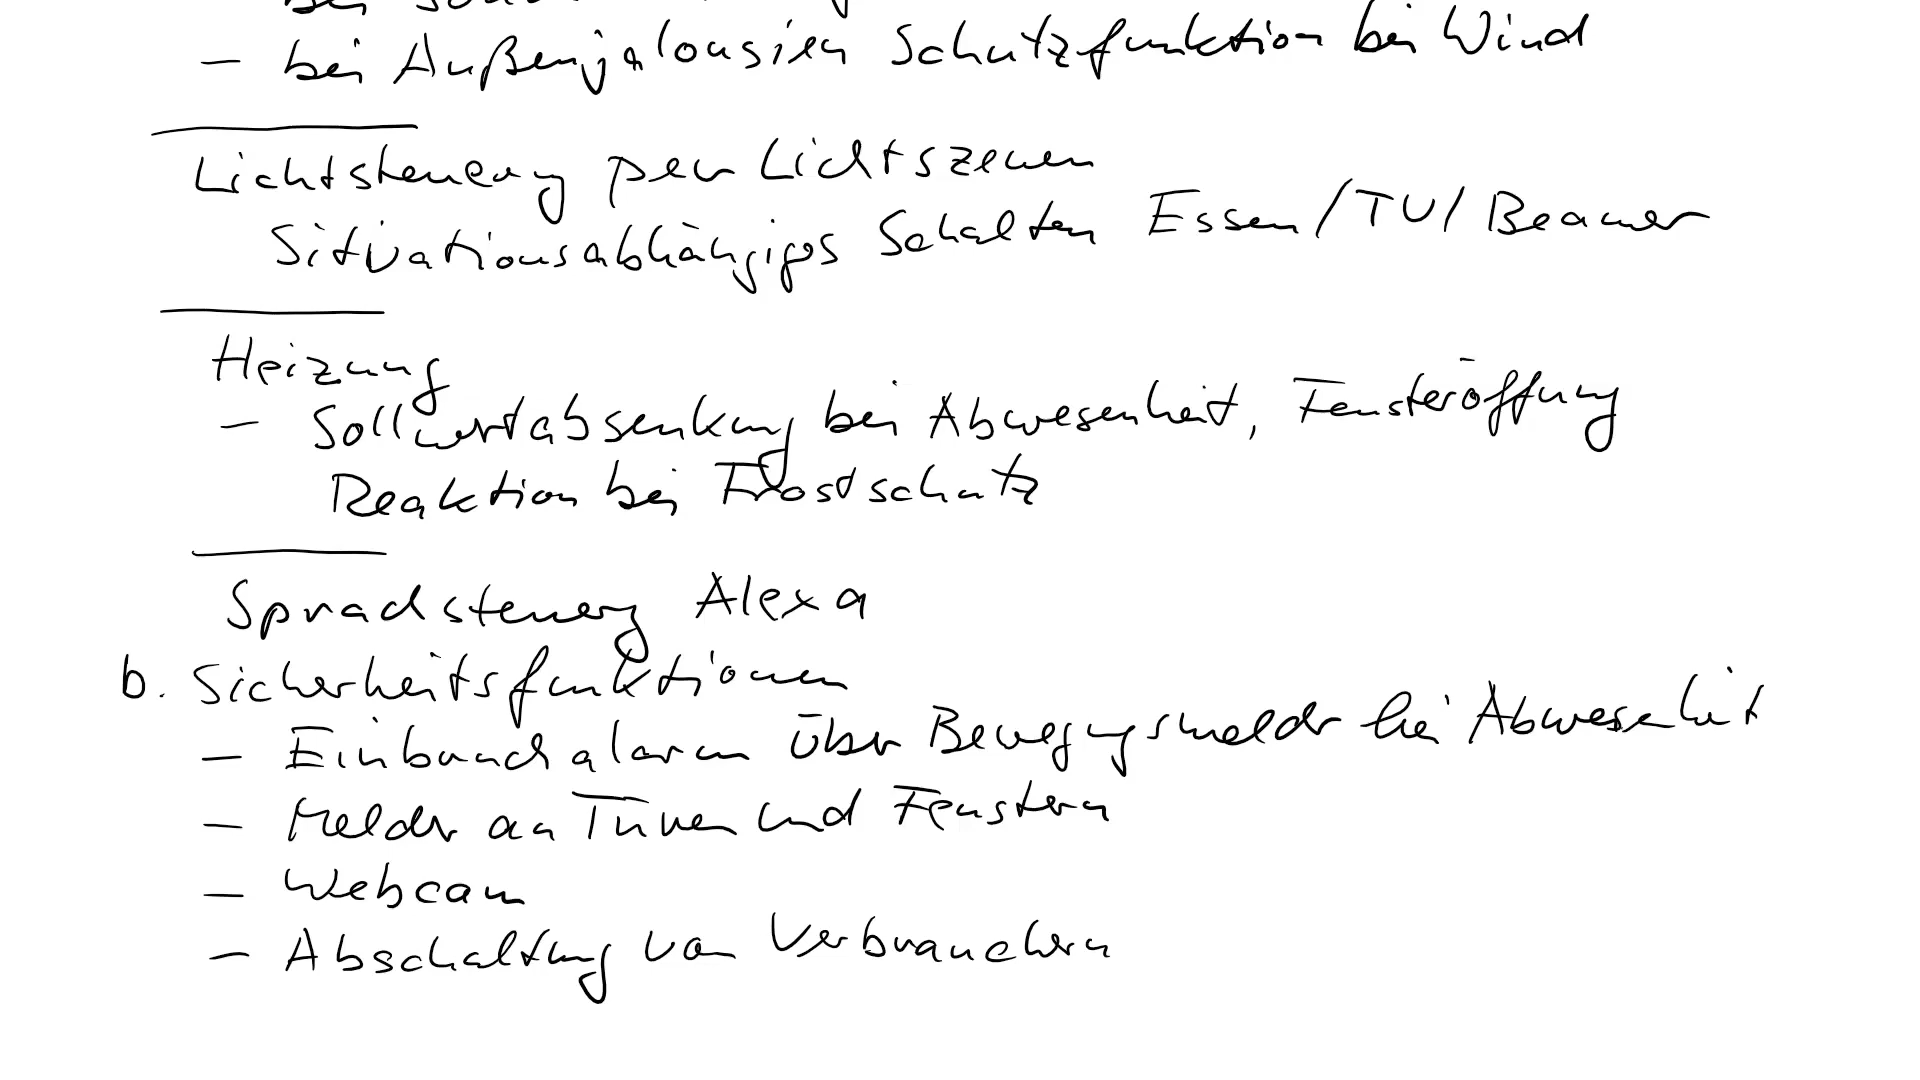 bei
– bei Außenjalousien Schutzfunktion bei Wind
Lichtsteuerung per Lichtszenen
Situationsabhängiges Schalten Essen/TV/Beamer
Heizung
– Sollwertabsenkung bei Abwesenheit, Fensteröffnung
Reaktion bei Frostschutz
Sprachsteuerung Alexa
b. Sicherheitsfunktionen
– Einbruchalarm über Bewegungsmelder bei Abwesenheit
– Melder an Türen und Fenstern
– Webcam
– Abschaltung von Verbrauchern